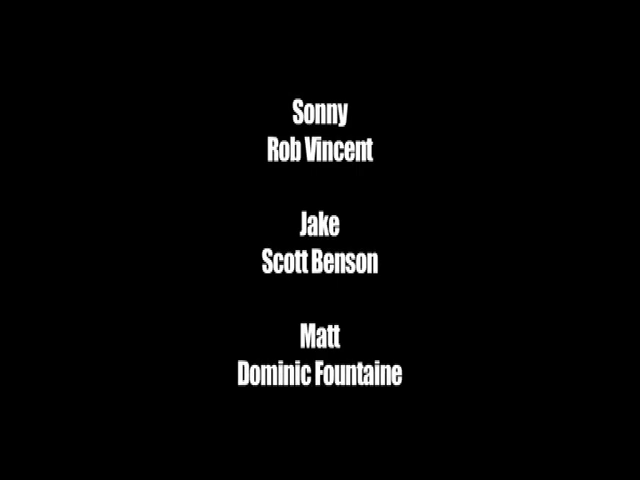 Sonny
Rob Vincent
Jake
Scott Benson
Matt
Dominic Fountaine